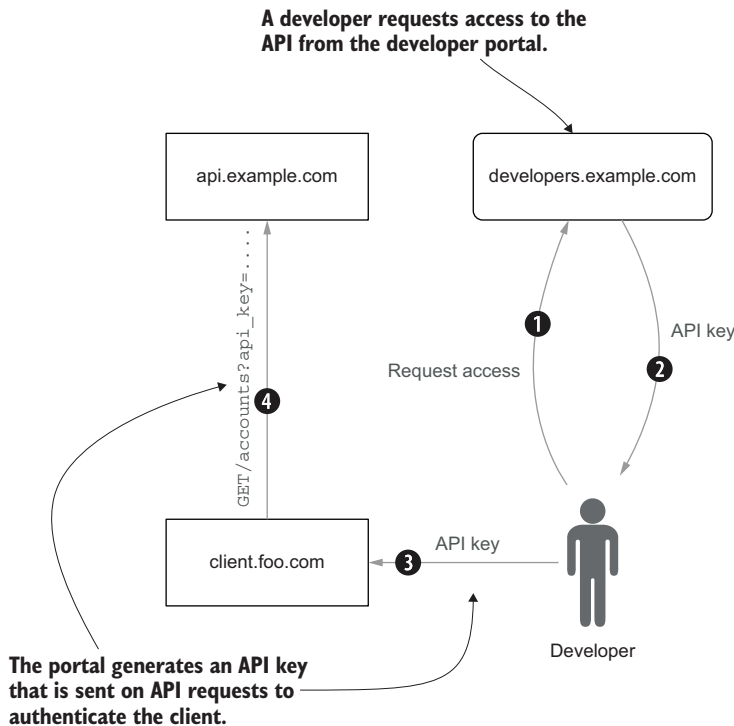 A developer requests access to the
API from the developer portal.
api.example.com
developers.example.com
GET/accounts?api_key=....
1
API key
Request access
2
4
client.foo.com
3
API key
Developer
The portal generates an API key
that is sent on API requests to
authenticate the client.